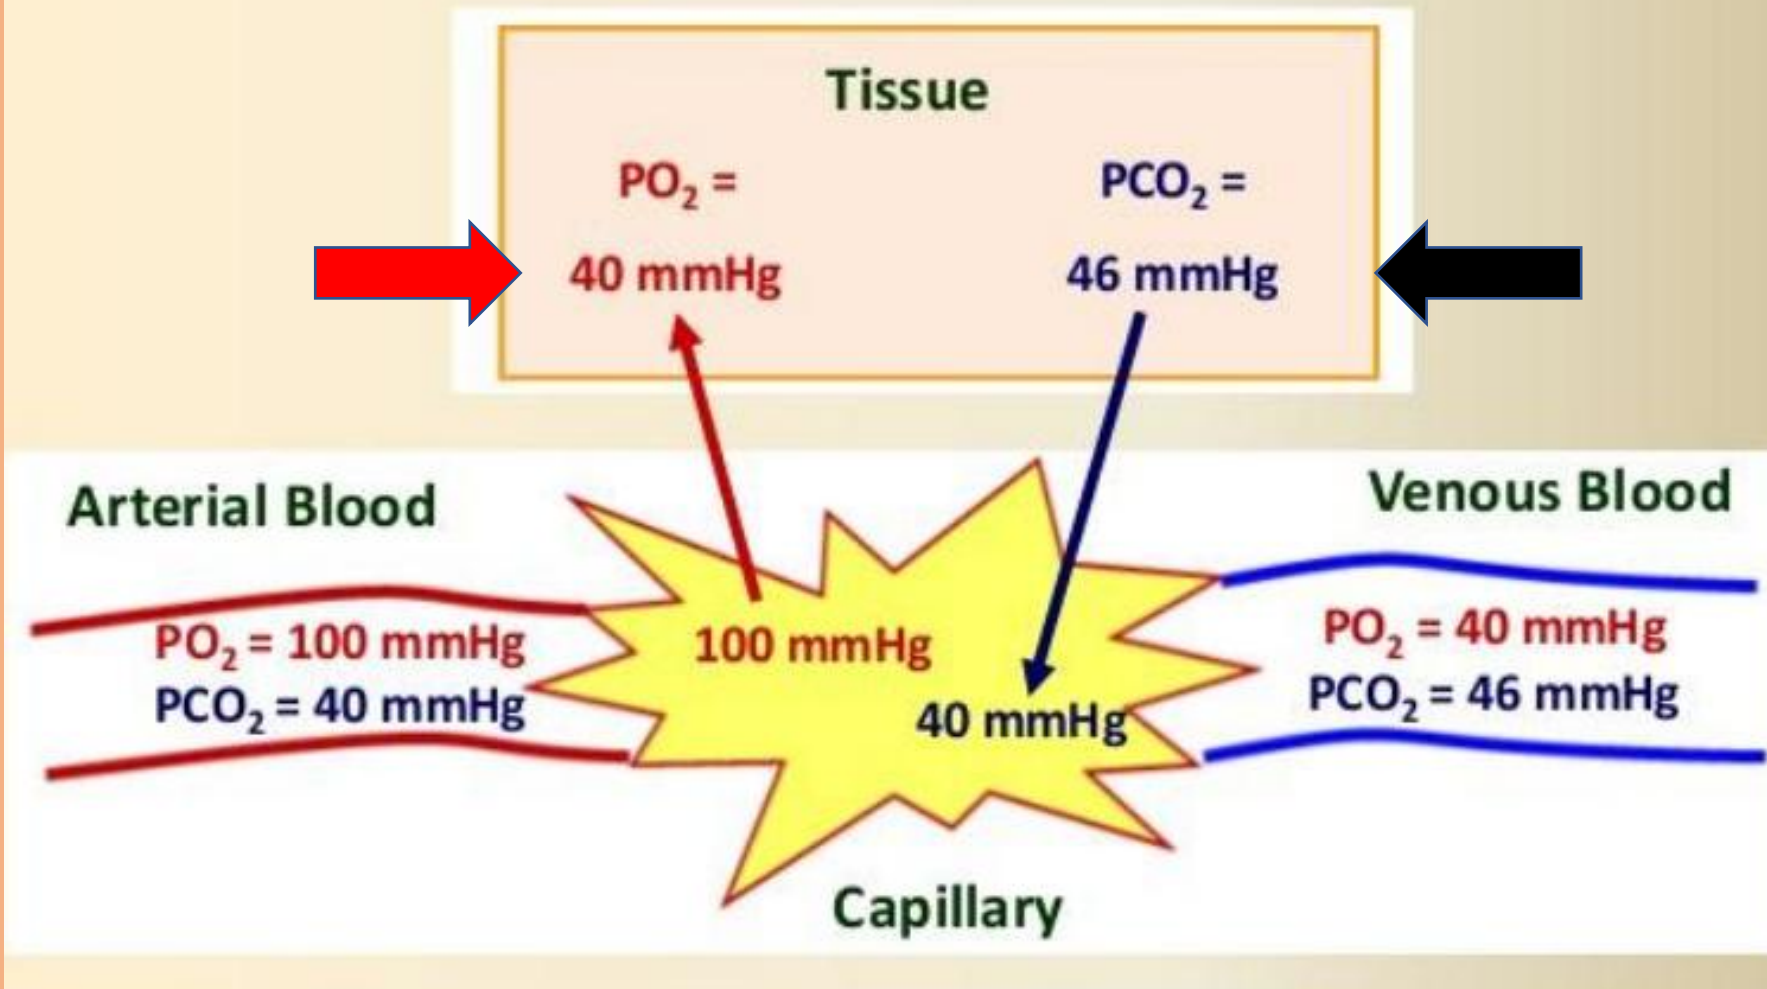 Tissue
PO₂ =
PCO₂ =
40 mmHg
46 mmHg
Arterial Blood
Venous Blood
PO₂ = 100 mmHg
PCO₂ = 40 mmHg
100 mmHg
40 mmHg
PO₂ = 40 mmHg
PCO₂ = 46 mmHg
Capillary